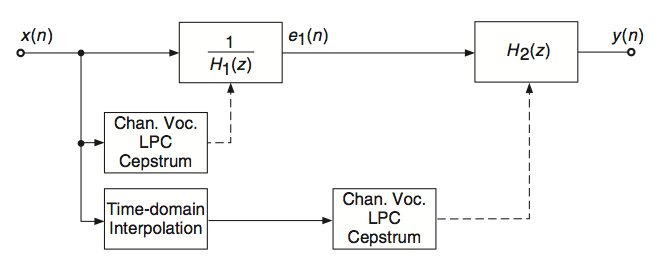 x(n)
1
H1(z)
e1(n)
H2(z)
y(n)
Chan. Voc.
LPC
Cepstrum
Time-domain
Interpolation
Chan. Voc.
LPC
Cepstrum